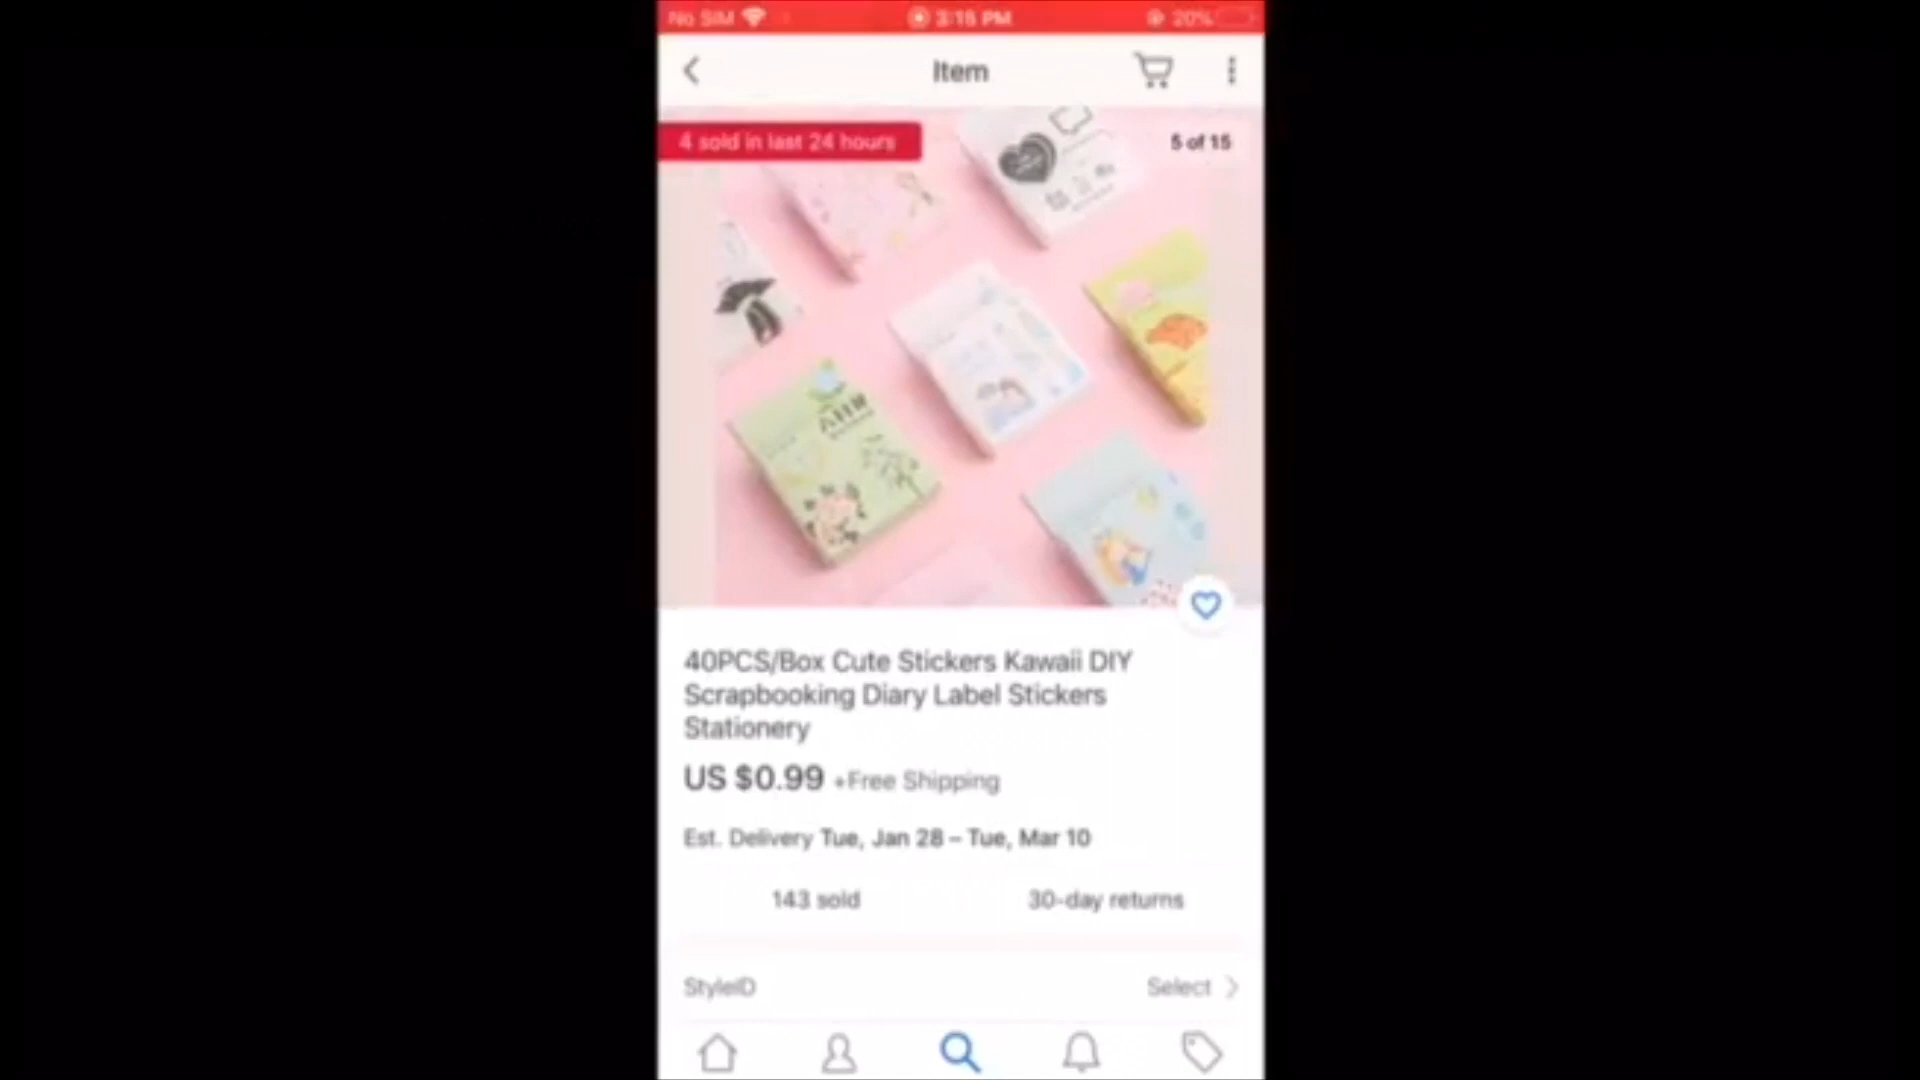 No SIM
3:15 PM
20%
Item
4 sold in last 24 hours
5 of 15
40PCS/Box Cute Stickers Kawaii DIY
Scrapbooking Diary Label Stickers
Stationery
US $0.99 +Free Shipping
Est. Delivery Tue, Jan 28 – Tue, Mar 10
143 sold
30-day returns
StyleID
Select